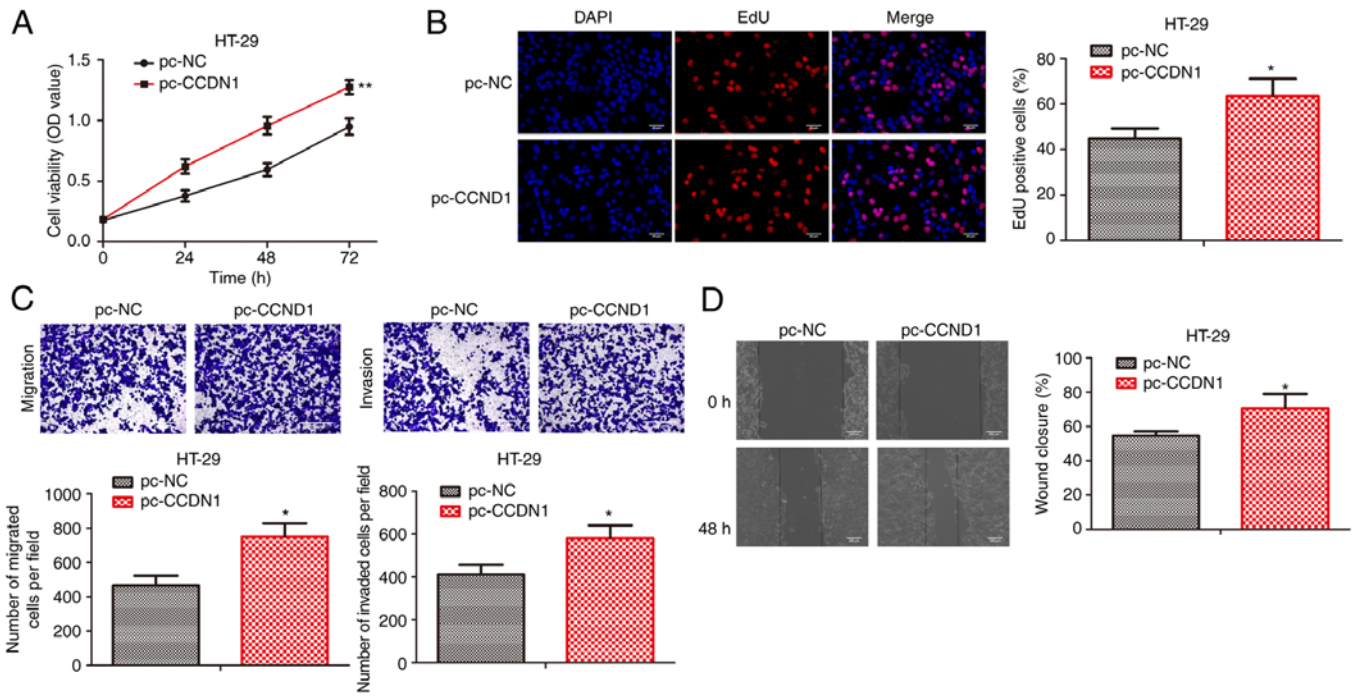 A
HT-29
pc-NC
pc-CCDN1
1.5
1.0
0.5
0.0
**
0 24 48 72
Time (h)
Cell viability (OD value)
B
DAPI EdU Merge
pc-NC
pc-CCND1
HT-29
pc-NC
pc-CCDN1
80
60
40
20
0
*
EdU positive cells (%)
C
pc-NC pc-CCND1
Migration
pc-NC pc-CCND1
Invasion
HT-29
pc-NC
pc-CCDN1
1000
800
600
400
200
0
*
Number of migrated
cells per field
HT-29
pc-NC
pc-CCDN1
800
600
400
200
0
*
Number of invaded cells per field
D
pc-NC pc-CCND1
0 h
48 h
HT-29
pc-NC
pc-CCDN1
100
80
60
40
20
0
*
Wound closure (%)